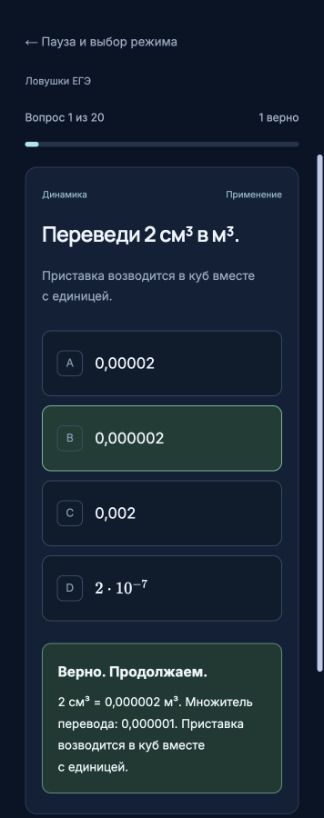 ← Пауза и выбор режима
Ловушки ЕГЭ
Вопрос 1 из 20 1 верно
Динамика Применение
Переведи 2 см³ в м³.
Приставка возводится в куб вместе
с единицей.
A 0,00002
B 0,000002
C 0,002
D 2 · 10⁻⁷
Верно. Продолжаем.
2 см³ = 0,000002 м³. Множитель
перевода: 0,000001. Приставка
возводится в куб вместе
с единицей.